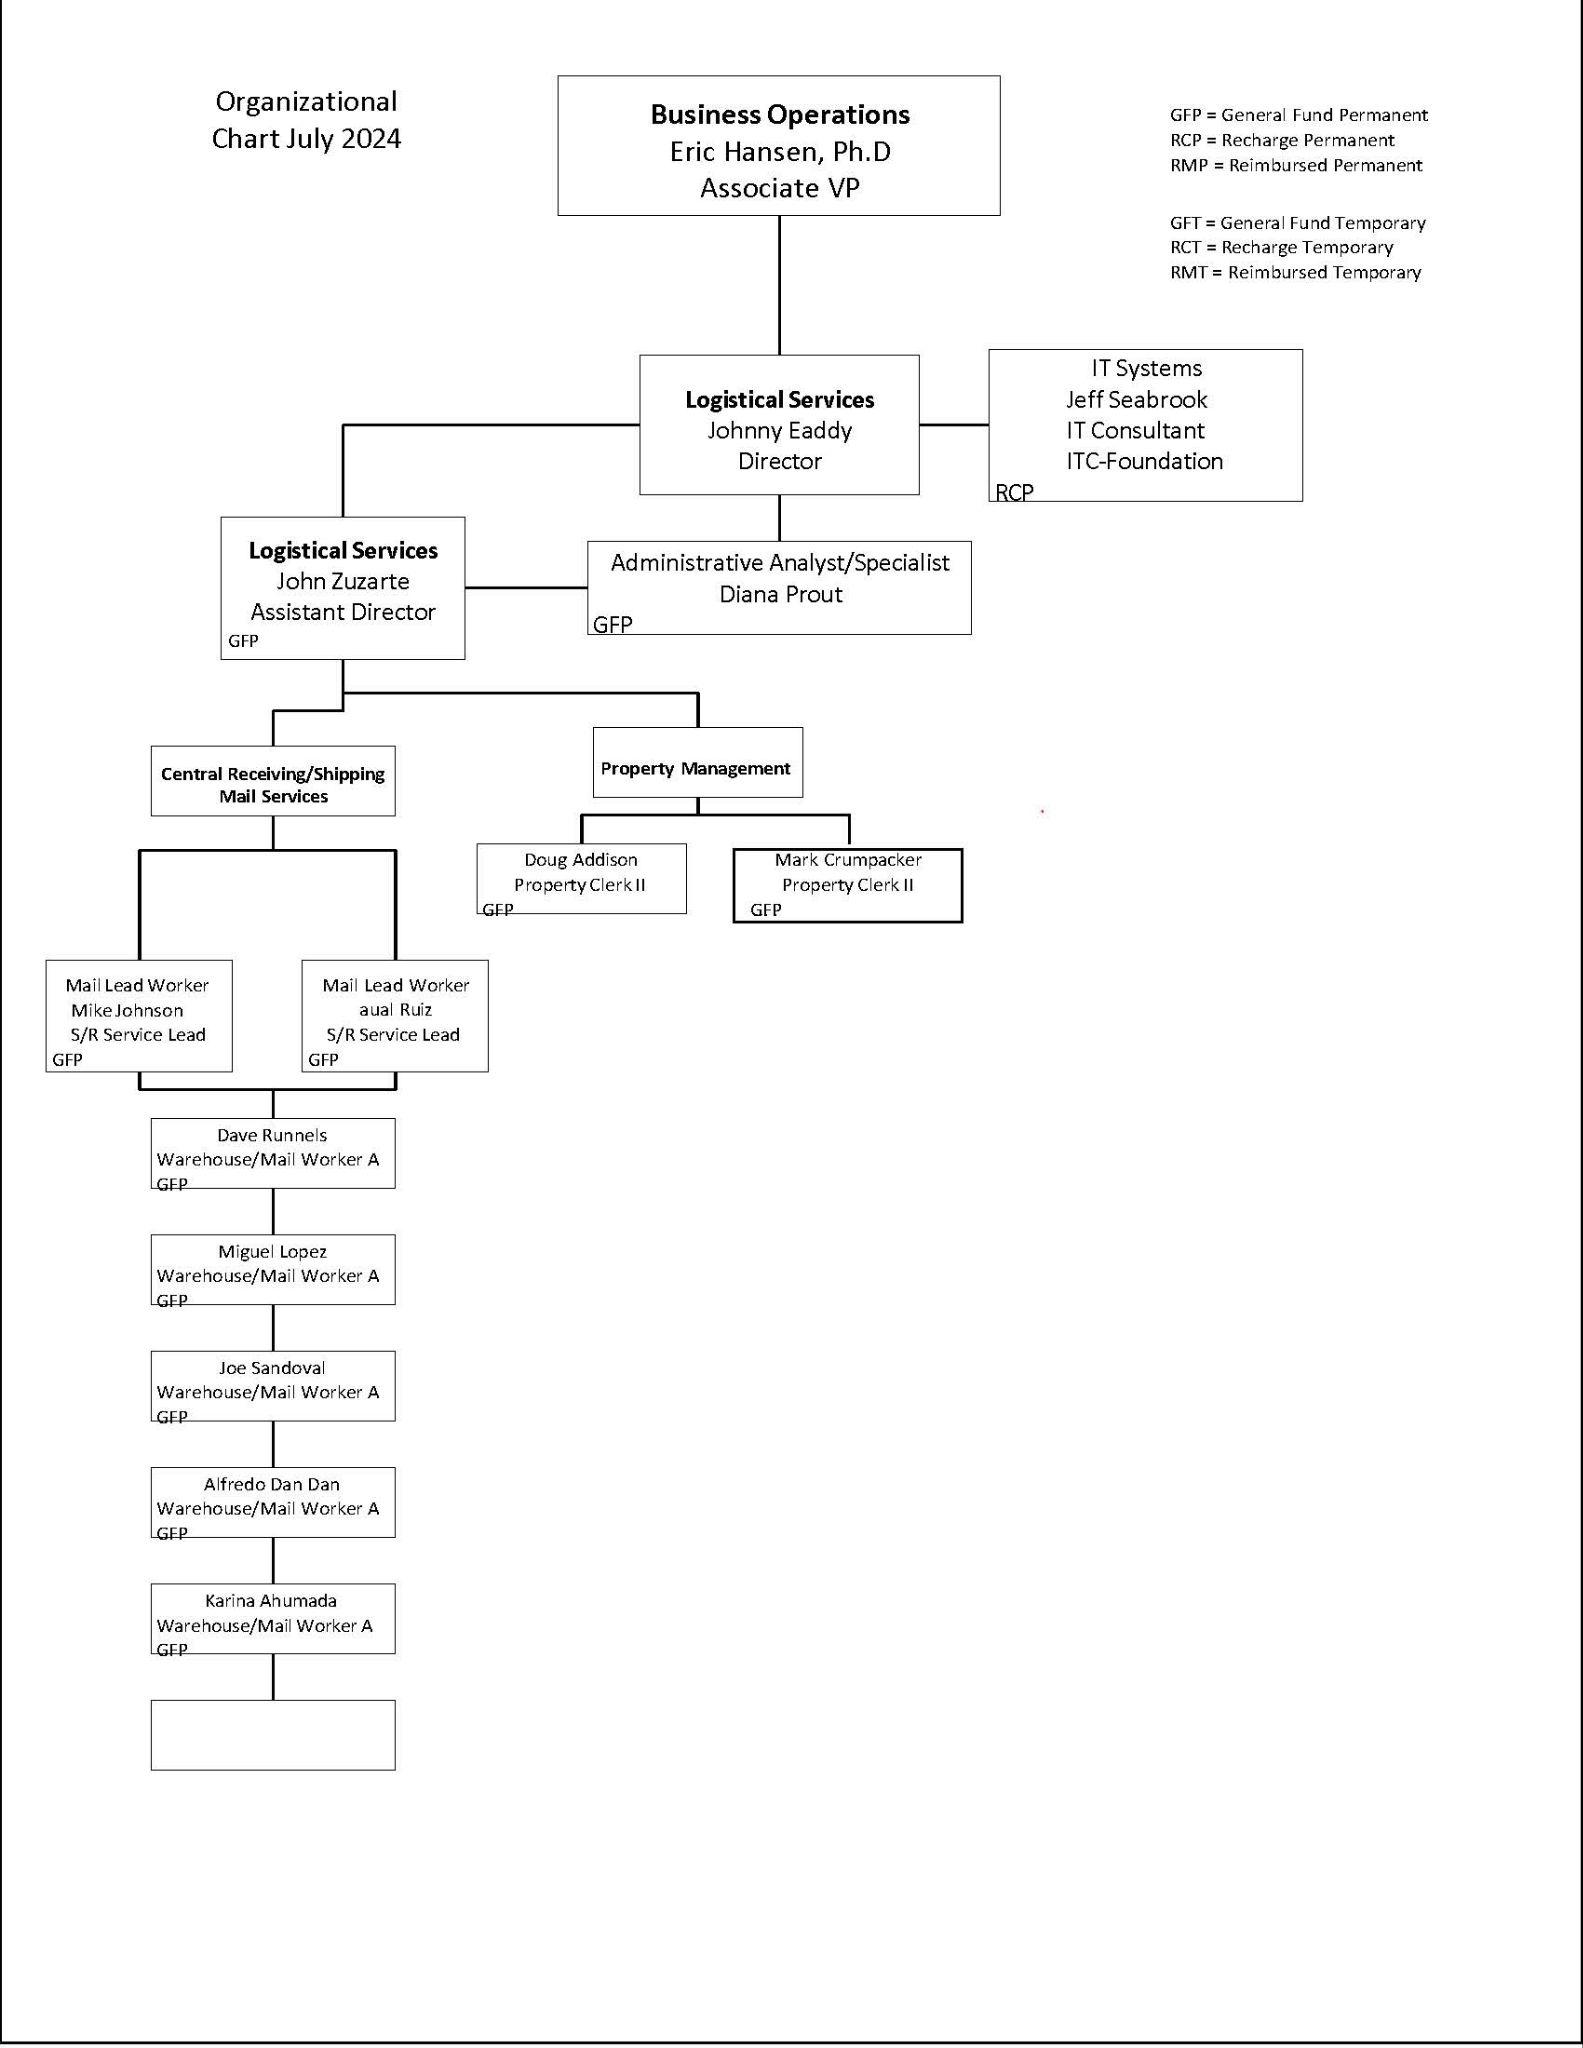 Organizational
Chart July 2024
Business Operations
Eric Hansen, Ph.D
Associate VP
GFP = General Fund Permanent
RCP = Recharge Permanent
RMP = Reimbursed Permanent
GFT = General Fund Temporary
RCT = Recharge Temporary
RMT = Reimbursed Temporary
Logistical Services
Johnny Eaddy
Director
IT Systems
Jeff Seabrook
IT Consultant
ITC-Foundation
RCP
Logistical Services
John Zuzarte
Assistant Director
GFP
Administrative Analyst/Specialist
Diana Prout
GFP
Central Receiving/Shipping
Mail Services
Property Management
Doug Addison
Property Clerk II
GFP
Mark Crumpacker
Property Clerk II
GFP
Mail Lead Worker
Mike Johnson
S/R Service Lead
GFP
Mail Lead Worker
aual Ruiz
S/R Service Lead
GFP
Dave Runnels
Warehouse/Mail Worker A
GFP
Miguel Lopez
Warehouse/Mail Worker A
GFP
Joe Sandoval
Warehouse/Mail Worker A
GFP
Alfredo Dan Dan
Warehouse/Mail Worker A
GFP
Karina Ahumada
Warehouse/Mail Worker A
GFP